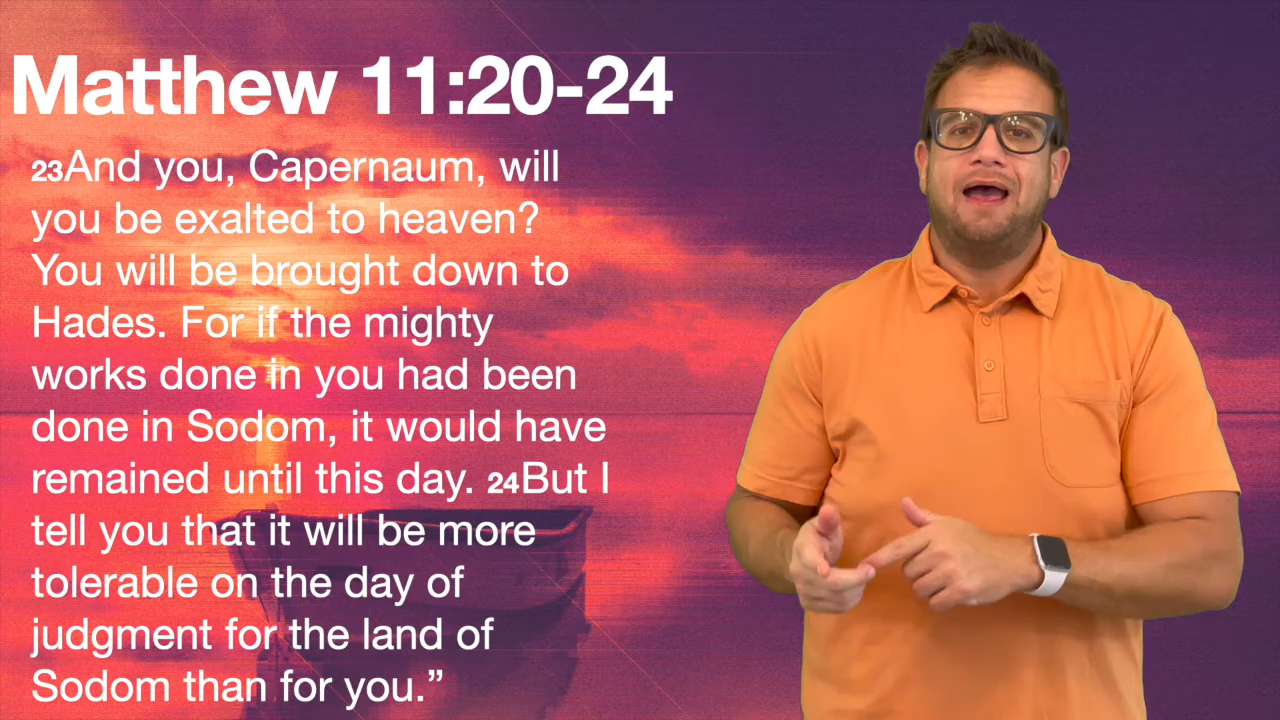 Matthew 11:20-24
23And you, Capernaum, will
you be exalted to heaven?
You will be brought down to
Hades. For if the mighty
works done in you had been
done in Sodom, it would have
remained until this day. 24But I
tell you that it will be more
tolerable on the day of
judgment for the land of
Sodom than for you.”